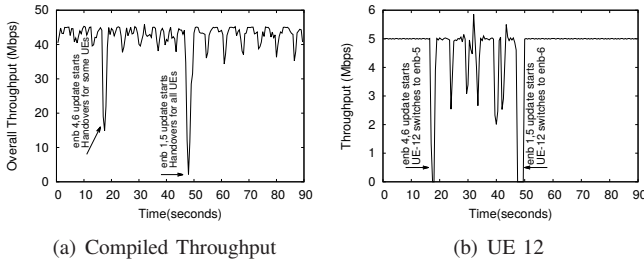 50
40
30
20
10
0
Overall Throughput (Mbps)
enb 4,6 update starts
Handovers for some UEs
enb 1,5 update starts
Handovers for all UEs
0 10 20 30 40 50 60 70 80 90
Time(seconds)
(a) Compiled Throughput
6
5
4
3
2
1
0
Throughput (Mbps)
enb 4,6 update starts
UE-12 switches to enb-5
enb 1,5 update starts
UE-12 switches to enb-6
0 10 20 30 40 50 60 70 80 90
Time(seconds)
(b) UE 12